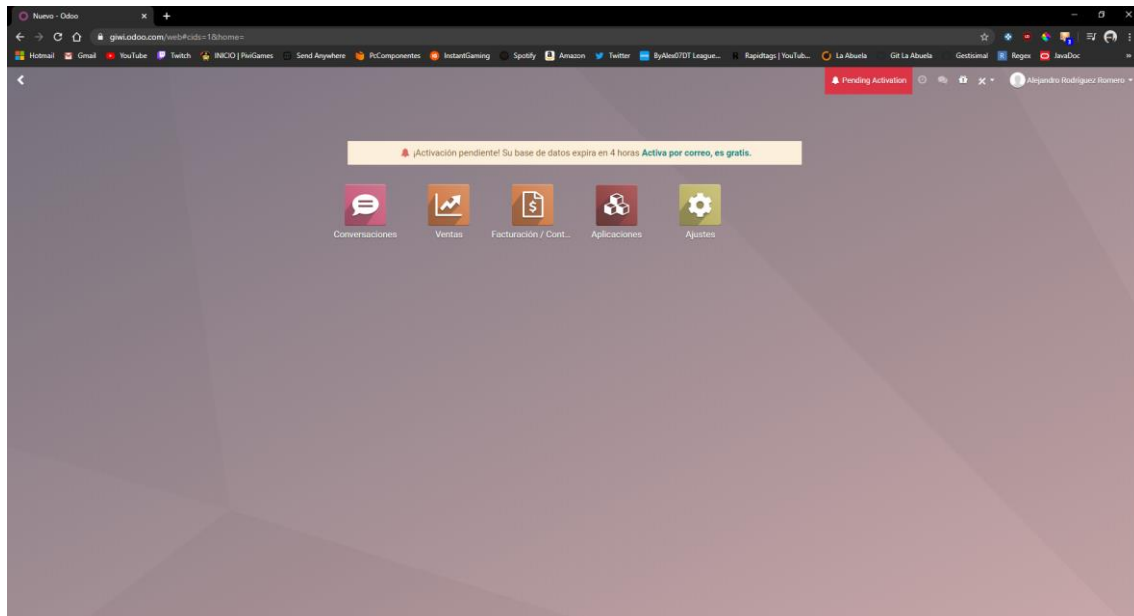 Nuevo - Odoo
giwi.odoo.com/web#cids=1&home=
Hotmail Gmail YouTube Twitch INICIO | PiviGames Send Anywhere PcComponentes InstantGaming Spotify Amazon Twitter ByAlex07DT League... Rapidtags | YouTub... La Abuela Git La Abuela Gestisimal Regex JavaDoc »
Pending Activation Alejandro Rodríguez Romero
¡Activación pendiente! Su base de datos expira en 4 horas Activa por correo, es gratis.
Conversaciones Ventas Facturación / Cont... Aplicaciones Ajustes